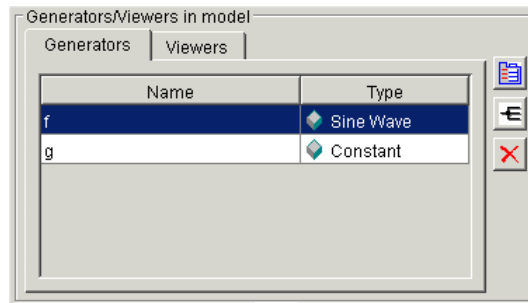 Generators/Viewers in model
Generators Viewers
Name Type
f Sine Wave
g Constant